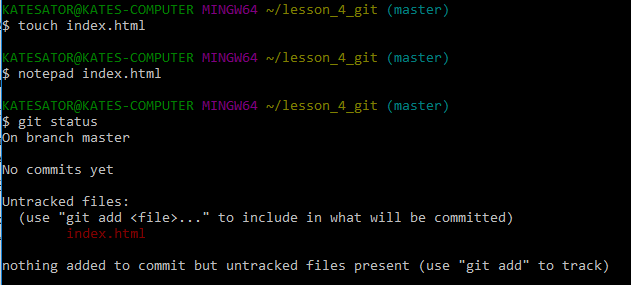 KATESATOR@KATES-COMPUTER MINGW64 ~/lesson_4_git (master)
$ touch index.html
KATESATOR@KATES-COMPUTER MINGW64 ~/lesson_4_git (master)
$ notepad index.html
KATESATOR@KATES-COMPUTER MINGW64 ~/lesson_4_git (master)
$ git status
On branch master
No commits yet
Untracked files:
  (use "git add <file>..." to include in what will be committed)
        index.html
nothing added to commit but untracked files present (use "git add" to track)